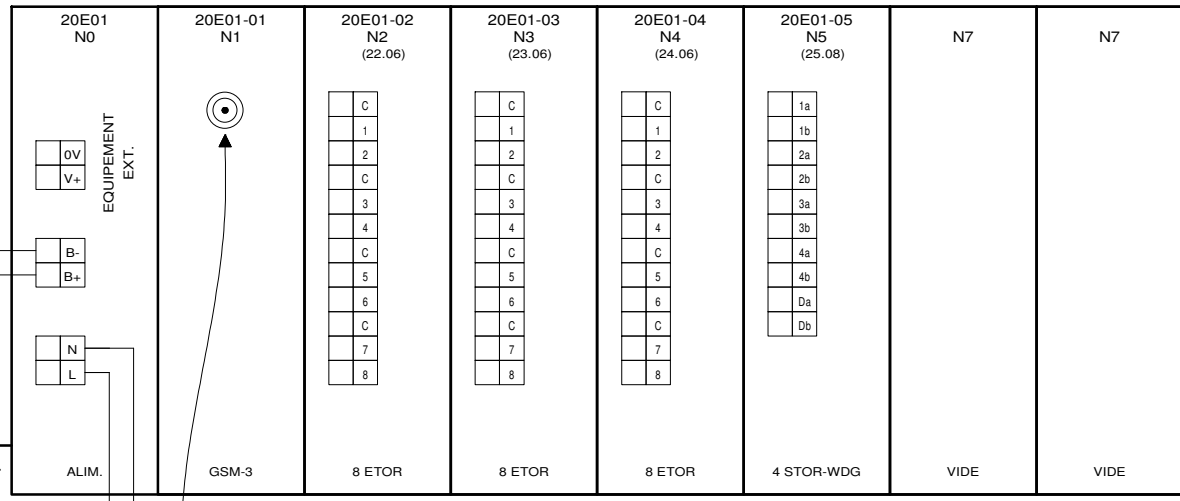 20E01
N0
0V
V+
EQUIPEMENT
EXT.
B-
B+
N
L
ALIM.
20E01-01
N1
GSM-3
20E01-02
N2
(22.06)
C
1
2
C
3
4
C
5
6
C
7
8
8 ETOR
20E01-03
N3
(23.06)
C
1
2
C
3
4
C
5
6
C
7
8
8 ETOR
20E01-04
N4
(24.06)
C
1
2
C
3
4
C
5
6
C
7
8
8 ETOR
20E01-05
N5
(25.08)
1a
1b
2a
2b
3a
3b
4a
4b
Da
Db
4 STOR-WDG
N7
VIDE
N7
VIDE